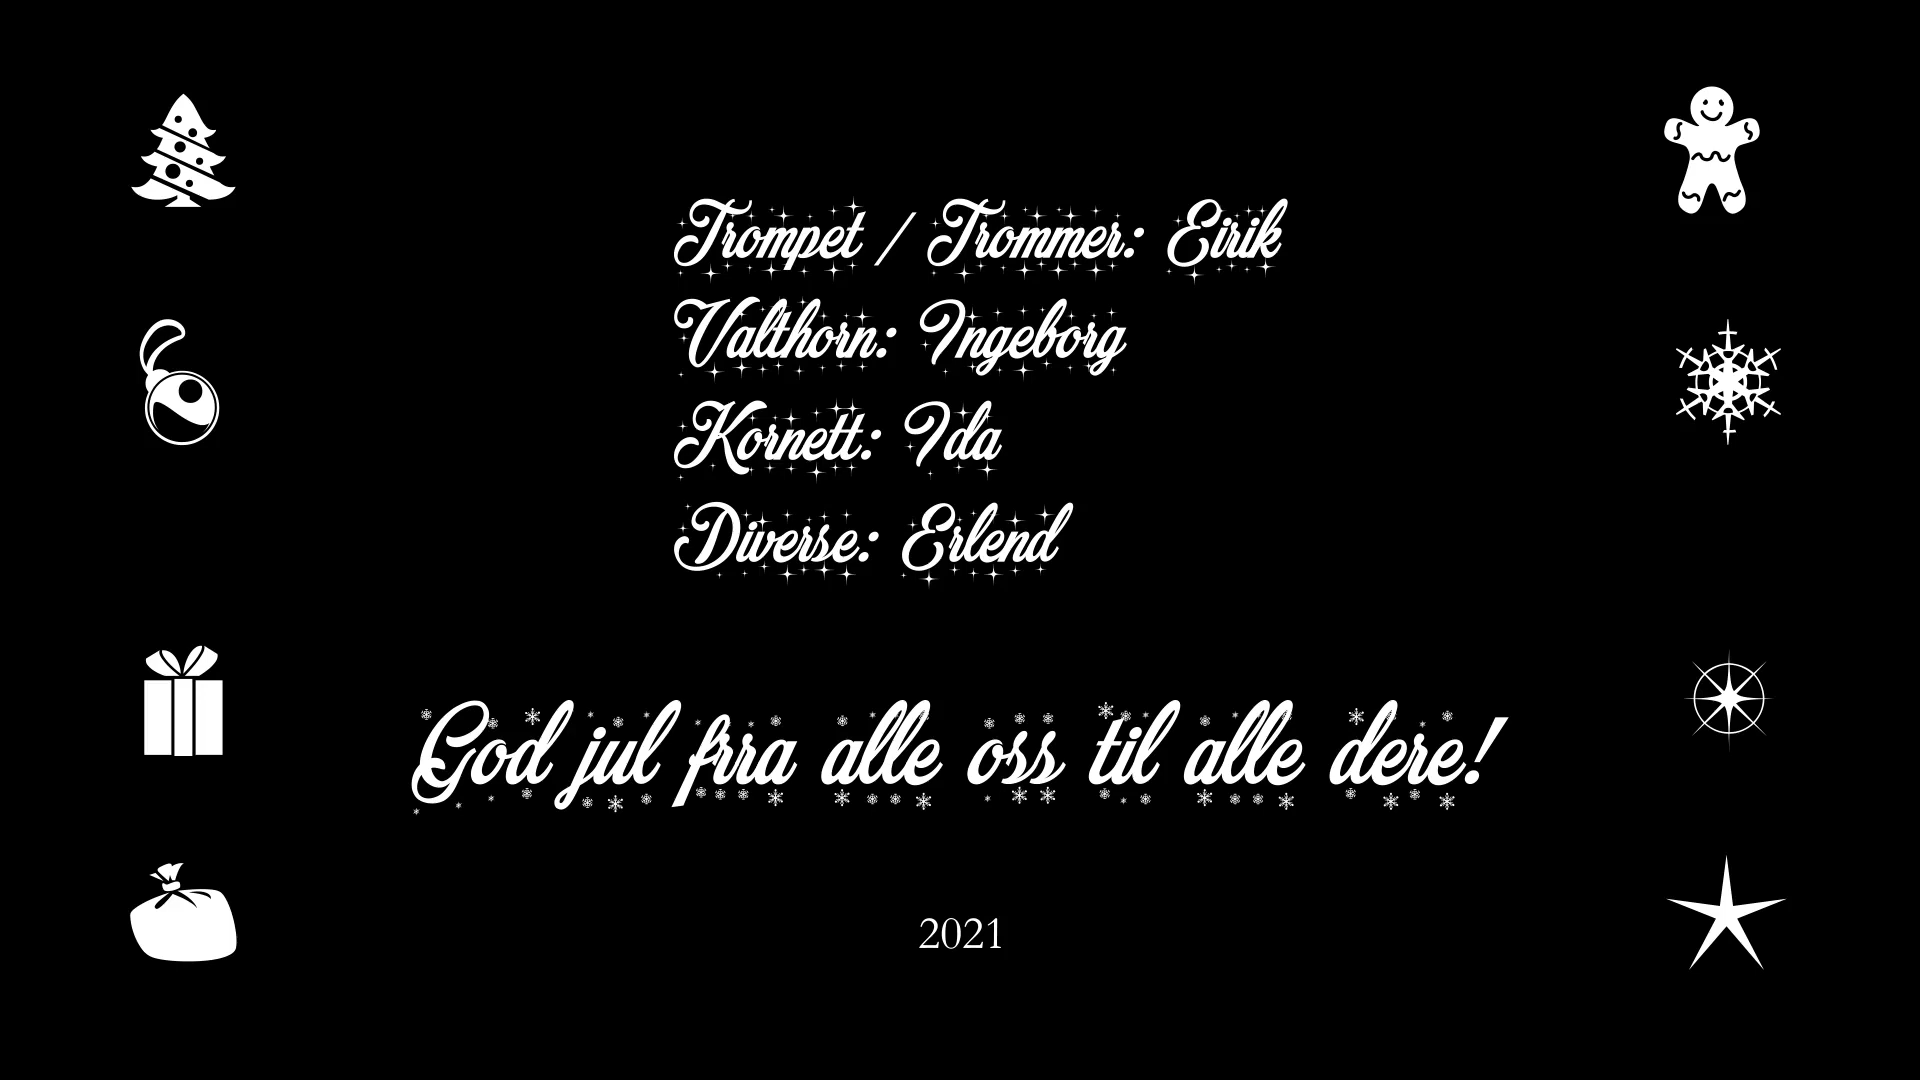 Trompet / Trommer: Eirik
Valthorn: Ingeborg
Kornett: Ida
Diverse: Erlend
God jul fra alle oss til alle dere!
2021